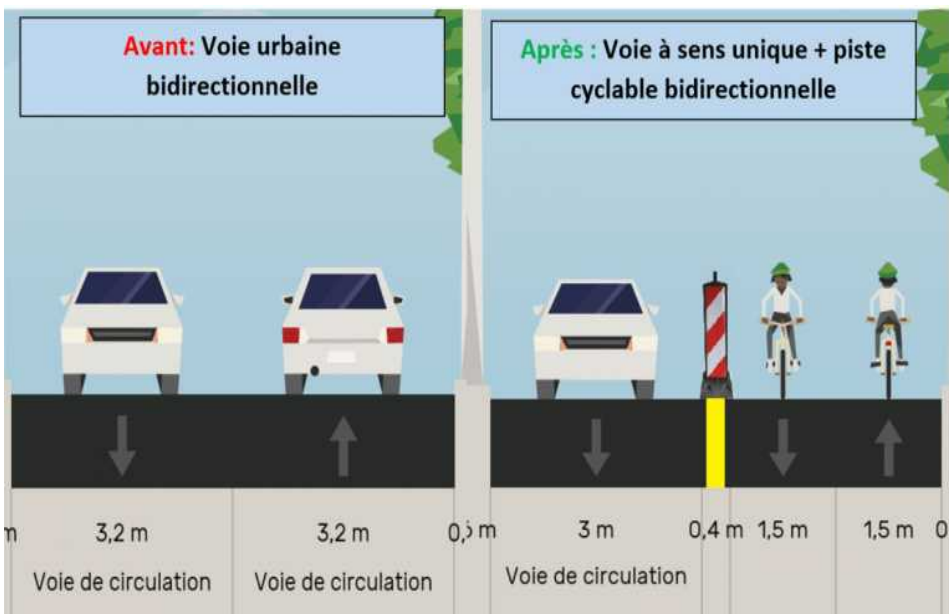 Avant: Voie urbaine
bidirectionnelle
Après : Voie à sens unique + piste
cyclable bidirectionnelle
3,2 m
3,2 m
3 m
0,4 m
1,5 m
1,5 m
Voie de circulation
Voie de circulation
Voie de circulation